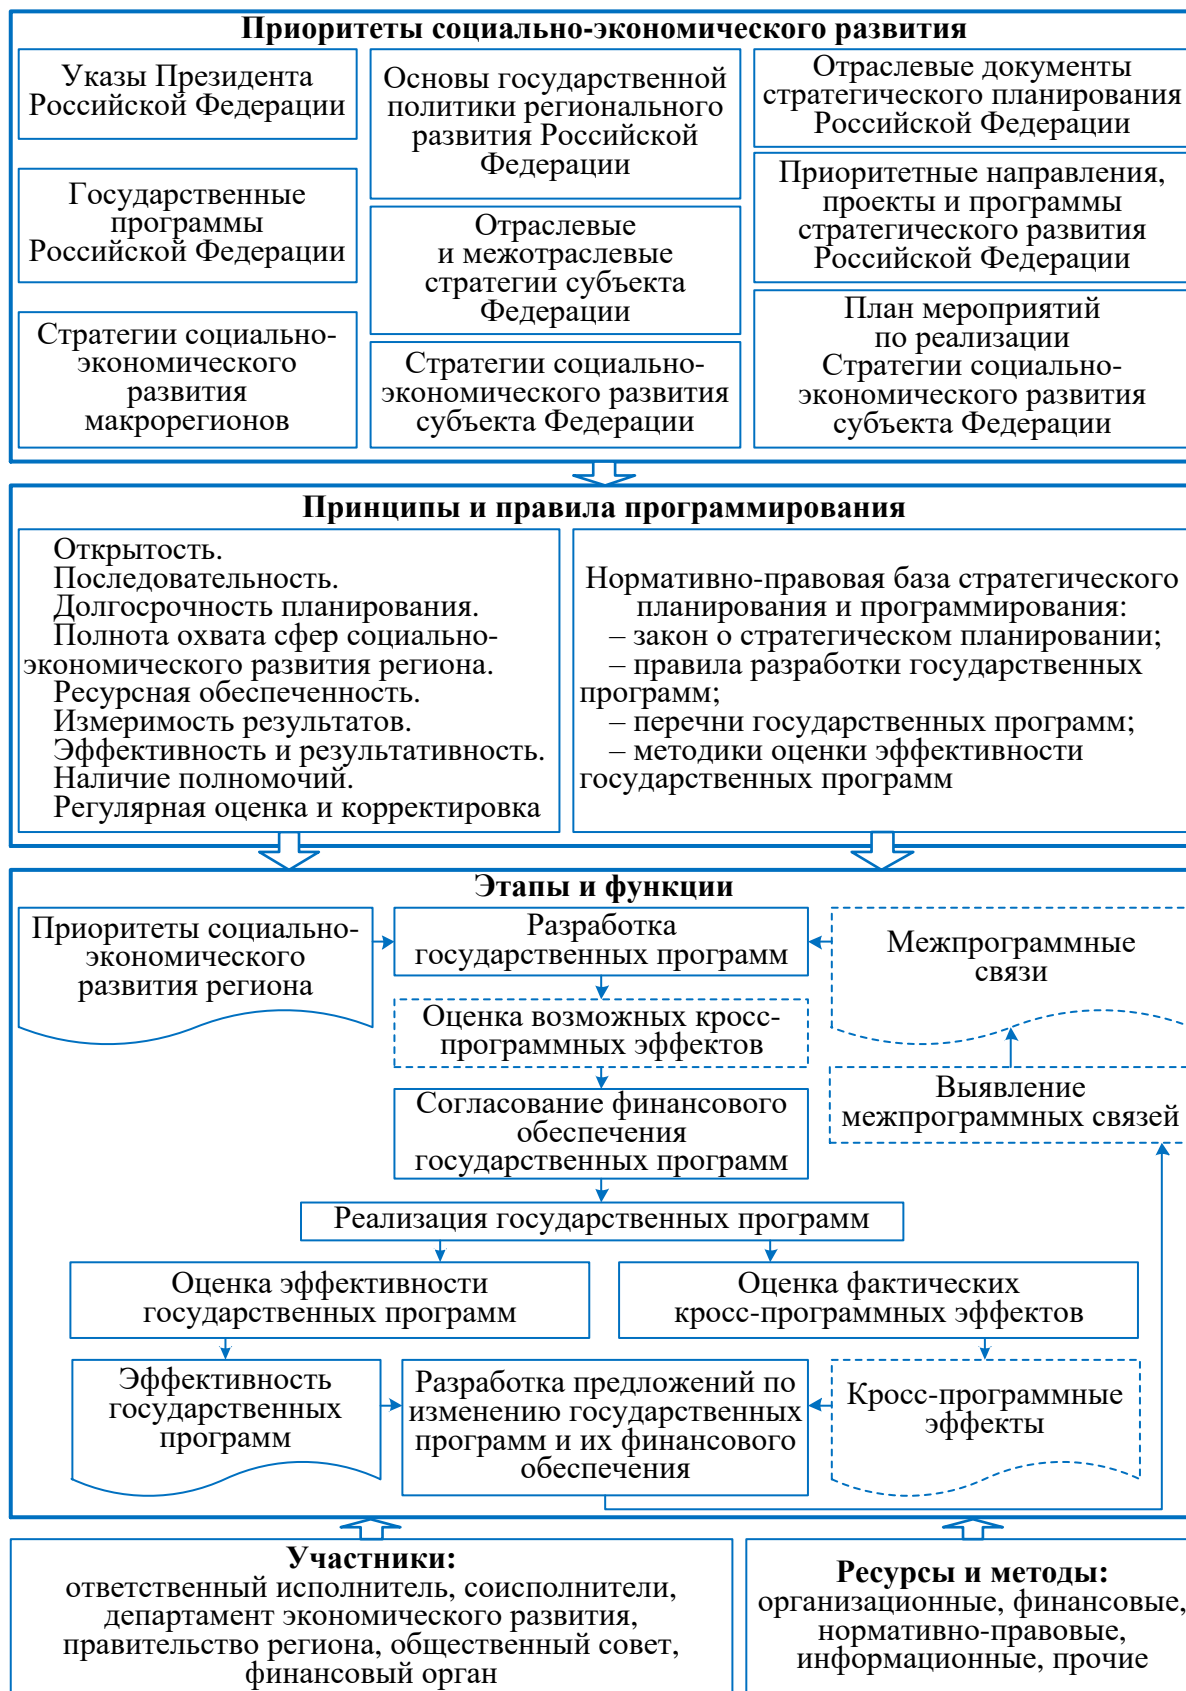 Приоритеты социально-экономического развития
Указы Президента
Российской Федерации
Государственные
программы
Российской Федерации
Стратегии социально-
экономического
развития
макрорегионов
Основы государственной
политики регионального
развития Российской
Федерации
Отраслевые
и межотраслевые
стратегии субъекта
Федерации
Стратегии социально-
экономического развития
субъекта Федерации
Отраслевые документы
стратегического планирования
Российской Федерации
Приоритетные направления,
проекты и программы
стратегического развития
Российской Федерации
План мероприятий
по реализации
Стратегии социально-
экономического развития
субъекта Федерации
Принципы и правила программирования
Открытость.
Последовательность.
Долгосрочность планирования.
Полнота охвата сфер социально-
экономического развития региона.
Ресурсная обеспеченность.
Измеримость результатов.
Эффективность и результативность.
Наличие полномочий.
Регулярная оценка и корректировка
Нормативно-правовая база стратегического
планирования и программирования:
– закон о стратегическом планировании;
– правила разработки государственных
программ;
– перечни государственных программ;
– методики оценки эффективности
государственных программ
Этапы и функции
Приоритеты социально-
экономического
развития региона
Разработка
государственных программ
Межпрограммные
связи
Оценка возможных кросс-
программных эффектов
Выявление
межпрограммных связей
Согласование финансового
обеспечения
государственных программ
Реализация государственных программ
Оценка эффективности
государственных программ
Оценка фактических
кросс-программных эффектов
Эффективность
государственных
программ
Разработка предложений по
изменению государственных
программ и их финансового
обеспечения
Кросс-программные
эффекты
Участники:
ответственный исполнитель, соисполнители,
департамент экономического развития,
правительство региона, общественный совет,
финансовый орган
Ресурсы и методы:
организационные, финансовые,
нормативно-правовые,
информационные, прочие